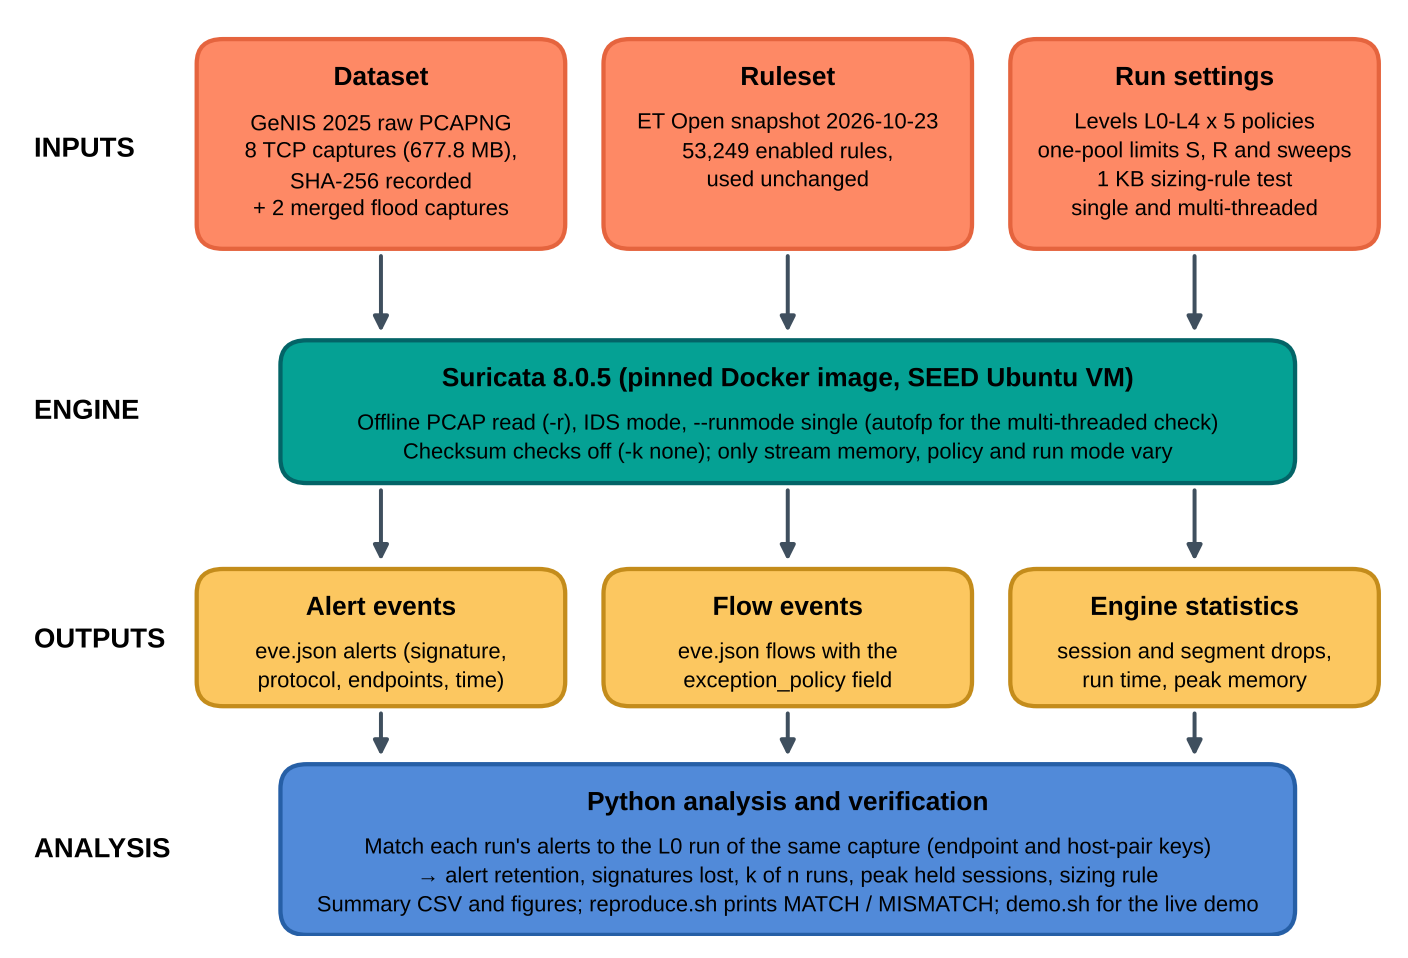 INPUTS
Dataset
GeNIS 2025 raw PCAPNG
8 TCP captures (677.8 MB),
SHA-256 recorded
+ 2 merged flood captures
Ruleset
ET Open snapshot 2026-10-23
53,249 enabled rules,
used unchanged
Run settings
Levels L0-L4 x 5 policies
one-pool limits S, R and sweeps
1 KB sizing-rule test
single and multi-threaded
ENGINE
Suricata 8.0.5 (pinned Docker image, SEED Ubuntu VM)
Offline PCAP read (-r), IDS mode, --runmode single (autofp for the multi-threaded check)
Checksum checks off (-k none); only stream memory, policy and run mode vary
OUTPUTS
Alert events
eve.json alerts (signature,
protocol, endpoints, time)
Flow events
eve.json flows with the
exception_policy field
Engine statistics
session and segment drops,
run time, peak memory
ANALYSIS
Python analysis and verification
Match each run's alerts to the L0 run of the same capture (endpoint and host-pair keys)
→ alert retention, signatures lost, k of n runs, peak held sessions, sizing rule
Summary CSV and figures; reproduce.sh prints MATCH / MISMATCH; demo.sh for the live demo